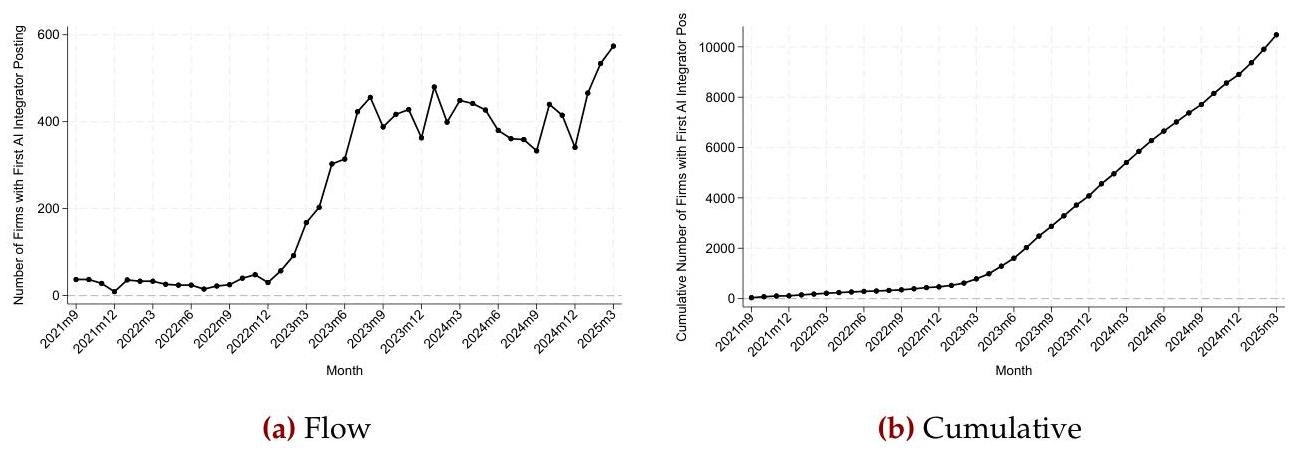 Number of Firms with First AI Integrator Posting
600
400
200
0
2021m9
2021m12
2022m3
2022m6
2022m9
2022m12
2023m3
2023m6
2023m9
2023m12
2024m3
2024m6
2024m9
2024m12
2025m3
Month
(a) Flow
Cumulative Number of Firms with First AI Integrator Pos
10000
8000
6000
4000
2000
0
2021m9
2021m12
2022m3
2022m6
2022m9
2022m12
2023m3
2023m6
2023m9
2023m12
2024m3
2024m6
2024m9
2024m12
2025m3
Month
(b) Cumulative